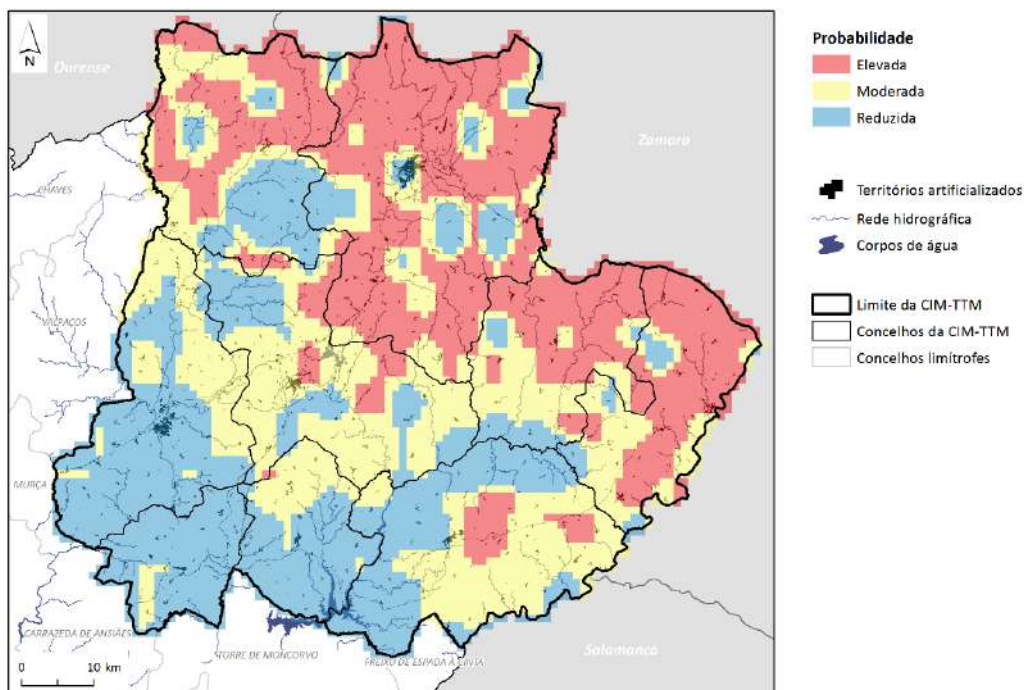 N
Ourense
Zamora
CHAVES
VALPAÇOS
MURÇA
CARRAZEDA DE ANSIÃES
TORRE DE MONCORVO
FREIXO DE ESPADA À CINTA
Salamanca
0 10 km
Probabilidade
Elevada
Moderada
Reduzida
Territórios artificializados
Rede hidrográfica
Corpos de água
Limite da CIM-TTM
Concelhos da CIM-TTM
Concelhos limítrofes